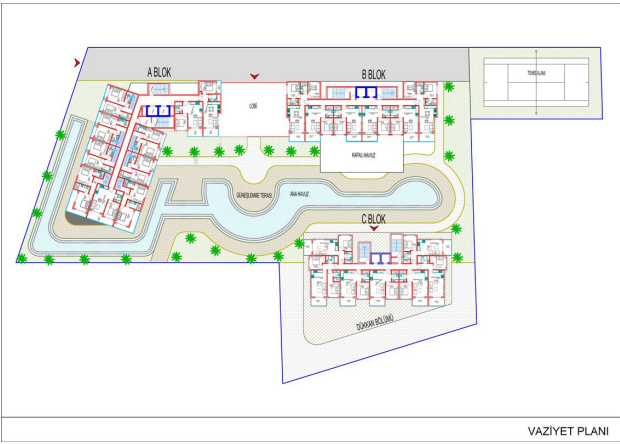 A BLOK
B BLOK
TENİS ALANI
LOBİ
KAPALI HAVUZ
GÜNEŞLENME TERASI
ANA HAVUZ
C BLOK
DÜKKAN BÖLÜMÜ
VAZİYET PLANI